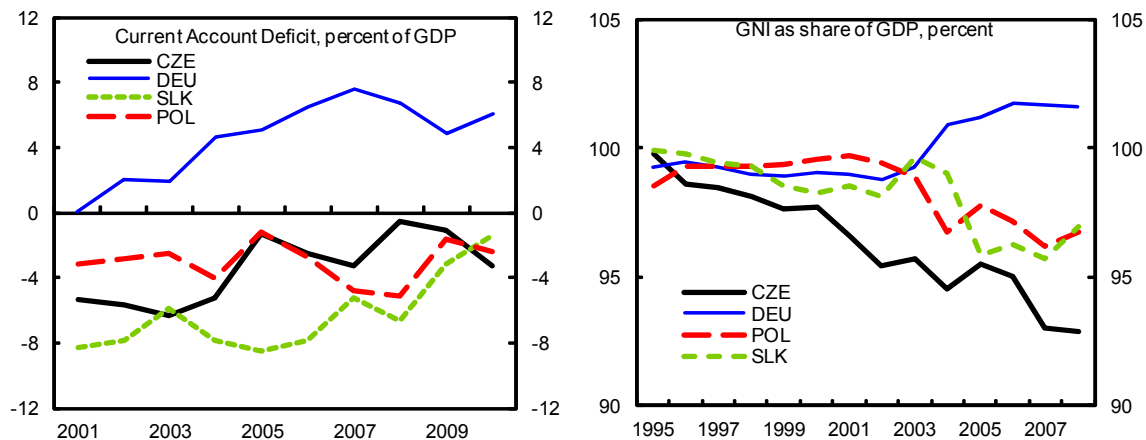 Current Account Deficit, percent of GDP
CZE
DEU
SLK
POL
12
8
4
0
-4
-8
-12
12
8
4
0
-4
-8
-12
2001 2003 2005 2007 2009
GNI as share of GDP, percent
105
100
95
90
105
100
95
90
CZE
DEU
POL
SLK
1995 1997 1999 2001 2003 2005 2007